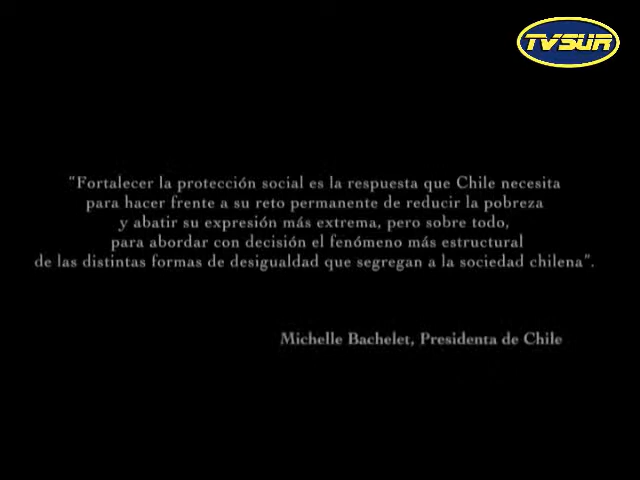 TVSUR
"Fortalecer la protección social es la respuesta que Chile necesita
para hacer frente a su reto permanente de reducir la pobreza
y abatir su expresión más extrema, pero sobre todo,
para abordar con decisión el fenómeno más estructural
de las distintas formas de desigualdad que segregan a la sociedad chilena".
Michelle Bachelet, Presidenta de Chile